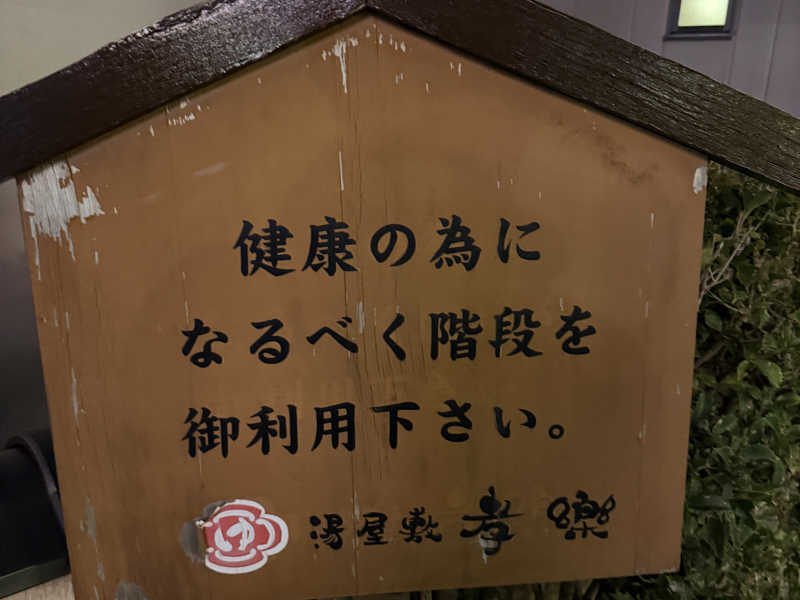 健康の為に
なるべく階段を
御利用下さい。
ゆ 湯屋敷 孝楽